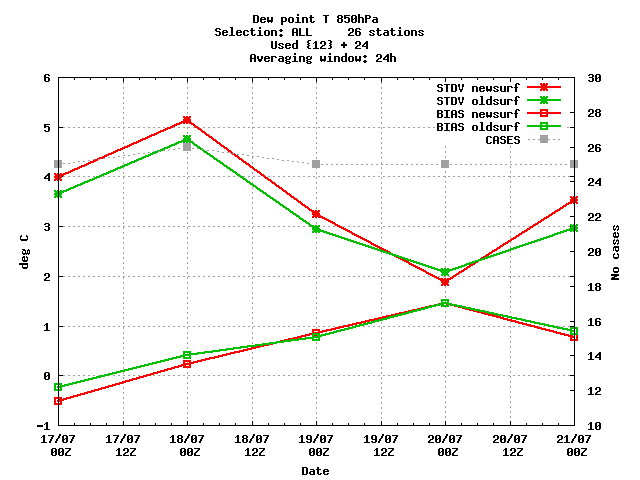 Dew point T 850hPa
Selection: ALL     26 stations
Used {12} + 24
Averaging window: 24h
STDV newsurf
STDV oldsurf
BIAS newsurf
BIAS oldsurf
CASES
6
5
4
3
2
1
0
-1
deg C
30
28
26
24
22
20
18
16
14
12
10
No cases
17/07 17/07 18/07 18/07 19/07 19/07 20/07 20/07 21/07
00Z 12Z 00Z 12Z 00Z 12Z 00Z 12Z 00Z
Date